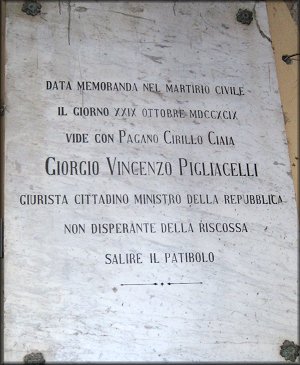 DATA MEMORANDA NEL MARTIRIO CIVILE
IL GIORNO XXIX OTTOBRE MDCCXCIX
VIDE CON PAGANO CIRILLO CIAIA
GIORGIO VINCENZO PIGLIACELLI
GIURISTA CITTADINO MINISTRO DELLA REPUBBLICA
NON DISPERANTE DELLA RISCOSSA
SALIRE IL PATIBOLO